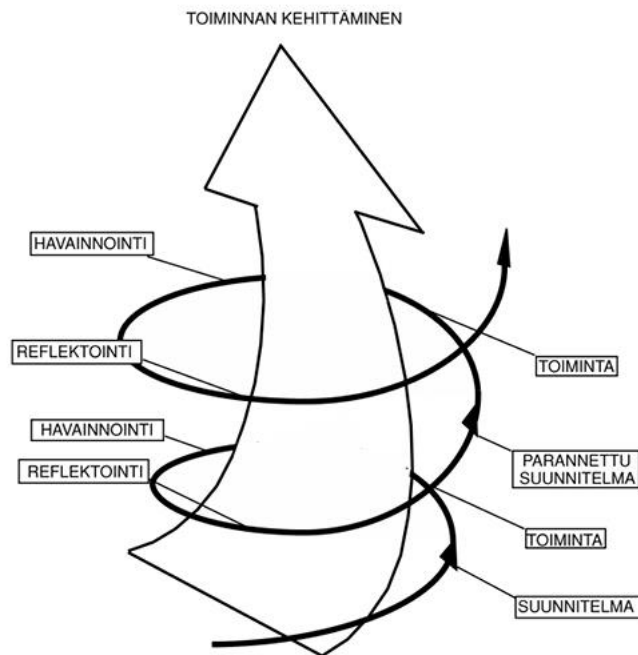 TOIMINNAN KEHITTÄMINEN
HAVAINNOINTI
REFLEKTOINTI
TOIMINTA
HAVAINNOINTI
PARANNETTU
SUUNNITELMA
REFLEKTOINTI
TOIMINTA
SUUNNITELMA